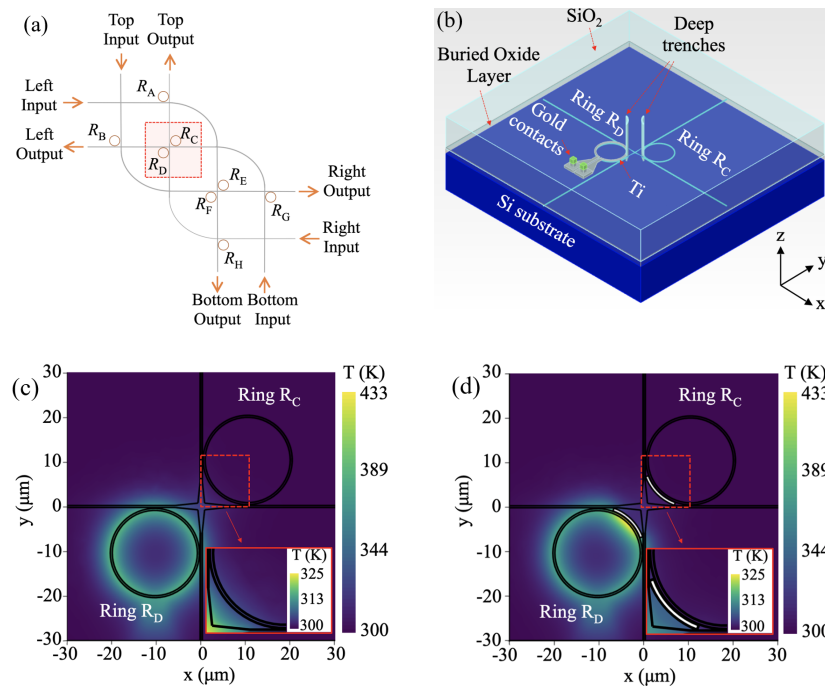 (a)
Top
Input
Top
Output
Left
Input
Left
Output
R_A
R_B
R_C
R_D
R_E
R_F
R_G
R_H
Right
Output
Right
Input
Bottom
Output
Bottom
Input
(b)
SiO₂
Deep
trenches
Buried Oxide
Layer
Ring R_D
Gold
contacts
Ring R_C
Ti
Si substrate
z
y
x
(c)
T (K)
433
389
344
300
Ring R_C
Ring R_D
30
20
10
0
-10
-20
-30
y (μm)
-30
-20
-10
0
10
20
30
x (μm)
T (K)
325
313
300
(d)
T (K)
433
389
344
300
Ring R_C
Ring R_D
30
20
10
0
-10
-20
-30
y (μm)
-30
-20
-10
0
10
20
30
x (μm)
T (K)
325
313
300